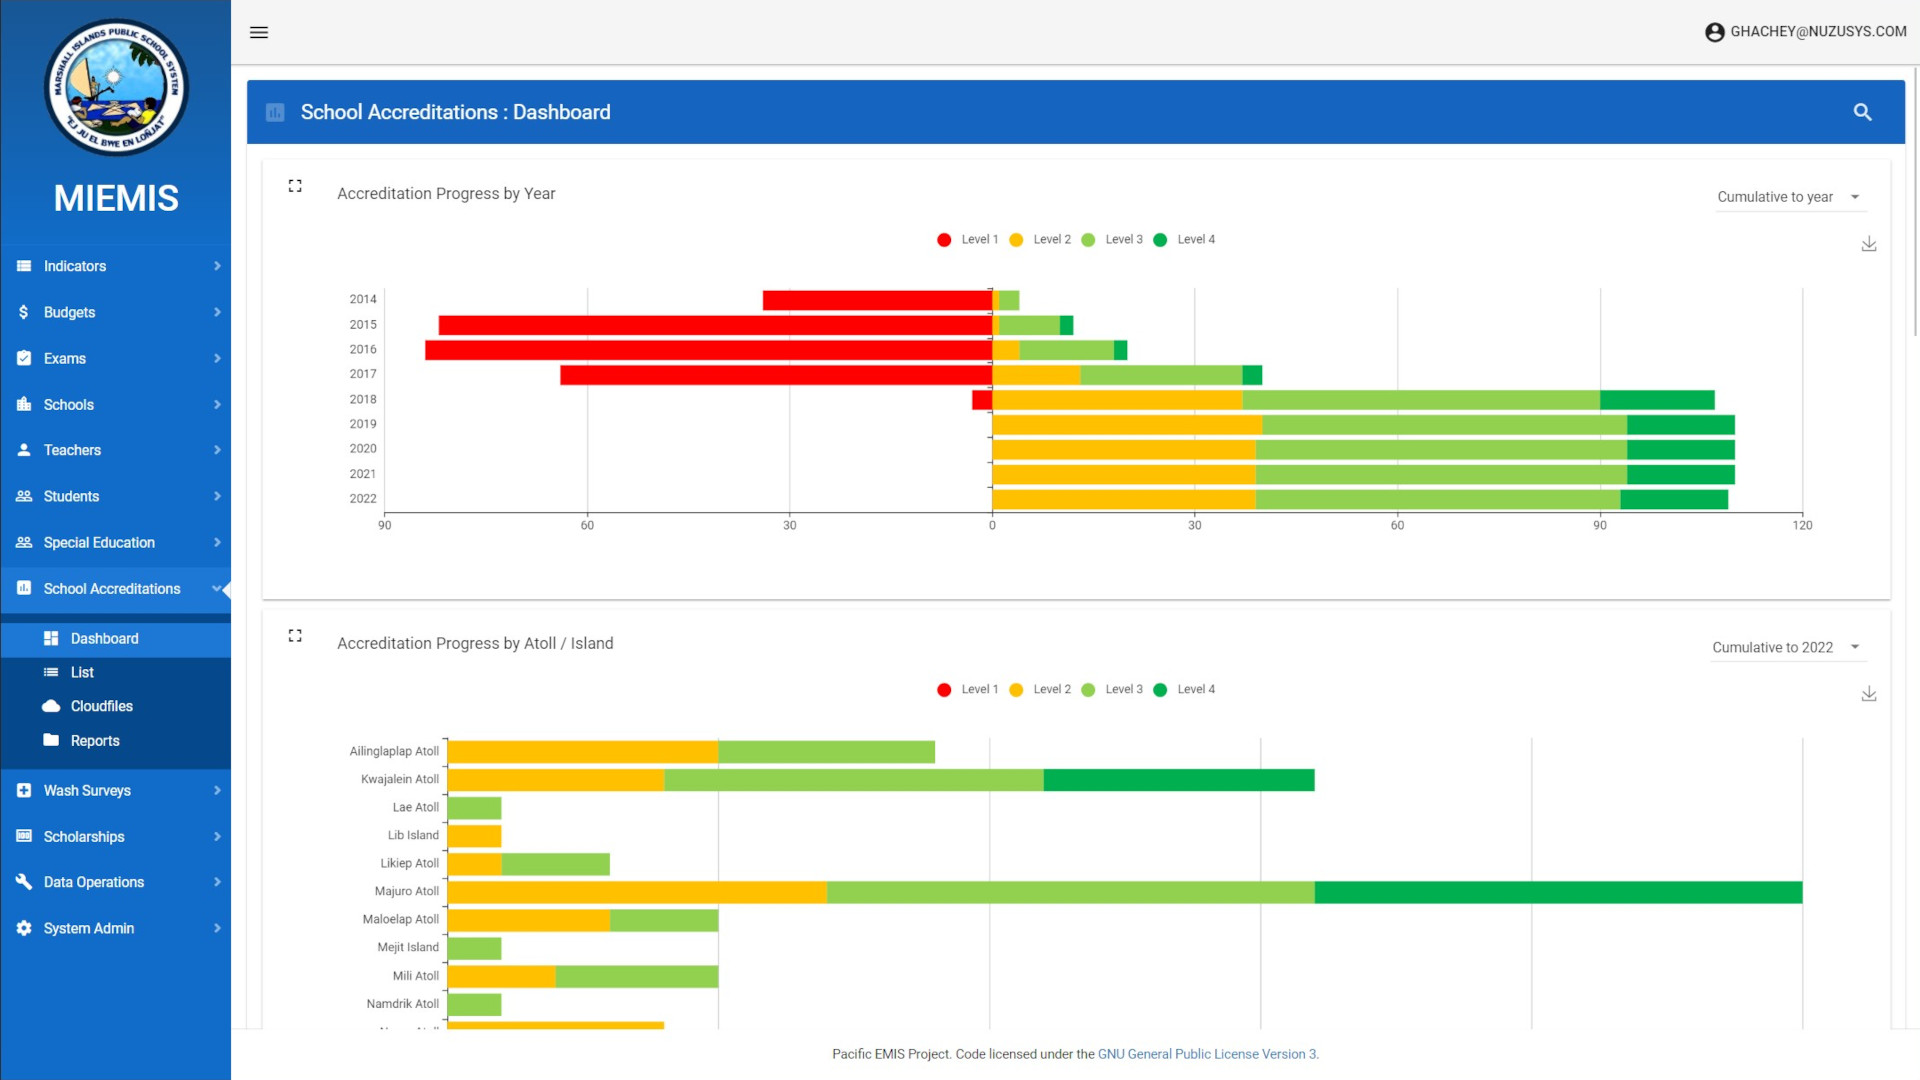 MARSHALL ISLANDS PUBLIC SCHOOL SYSTEM
"EJ JU EL BWE EN LOÑJAT"
MIEMIS
GHACHEY@NUZUSYS.COM
School Accreditations : Dashboard
Indicators
Budgets
Exams
Schools
Teachers
Students
Special Education
School Accreditations
Dashboard
List
Cloudfiles
Reports
Wash Surveys
Scholarships
Data Operations
System Admin
Accreditation Progress by Year
Cumulative to year
Level 1 Level 2 Level 3 Level 4
2014
2015
2016
2017
2018
2019
2020
2021
2022
90 60 30 0 30 60 90 120
Accreditation Progress by Atoll / Island
Cumulative to 2022
Level 1 Level 2 Level 3 Level 4
Ailinglaplap Atoll
Kwajalein Atoll
Lae Atoll
Lib Island
Likiep Atoll
Majuro Atoll
Maloelap Atoll
Mejit Island
Mili Atoll
Namdrik Atoll
Pacific EMIS Project. Code licensed under the GNU General Public License Version 3.